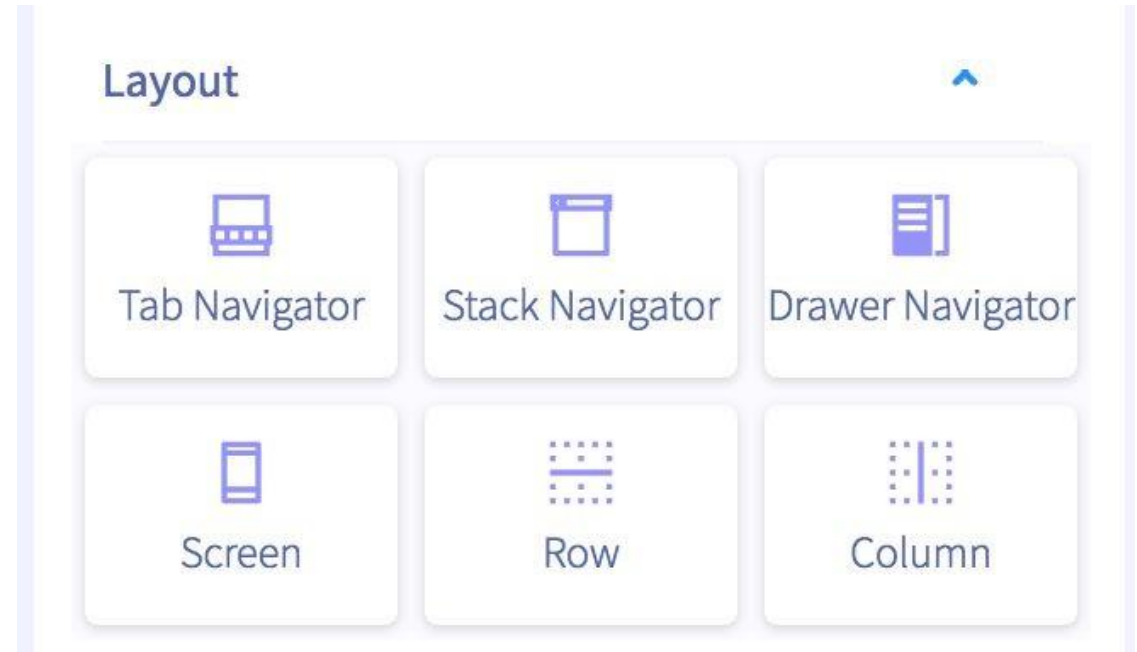 Layout
Tab Navigator
Stack Navigator
Drawer Navigator
Screen
Row
Column